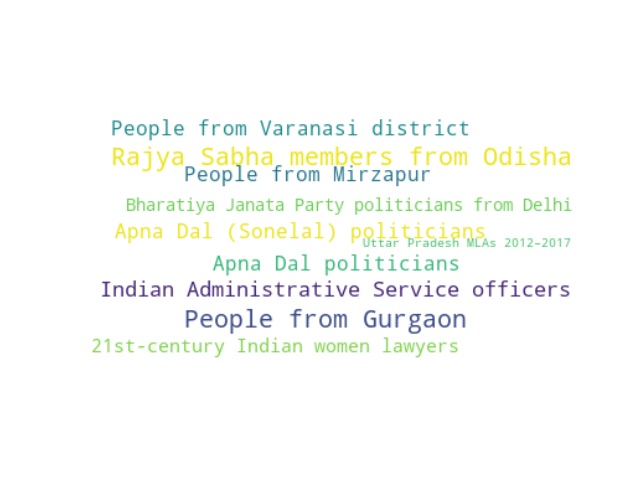 People from Varanasi district
Rajya Sabha members from Odisha
People from Mirzapur
Bharatiya Janata Party politicians from Delhi
Apna Dal (Sonelal) politicians
Uttar Pradesh MLAs 2012–2017
Apna Dal politicians
Indian Administrative Service officers
People from Gurgaon
21st-century Indian women lawyers